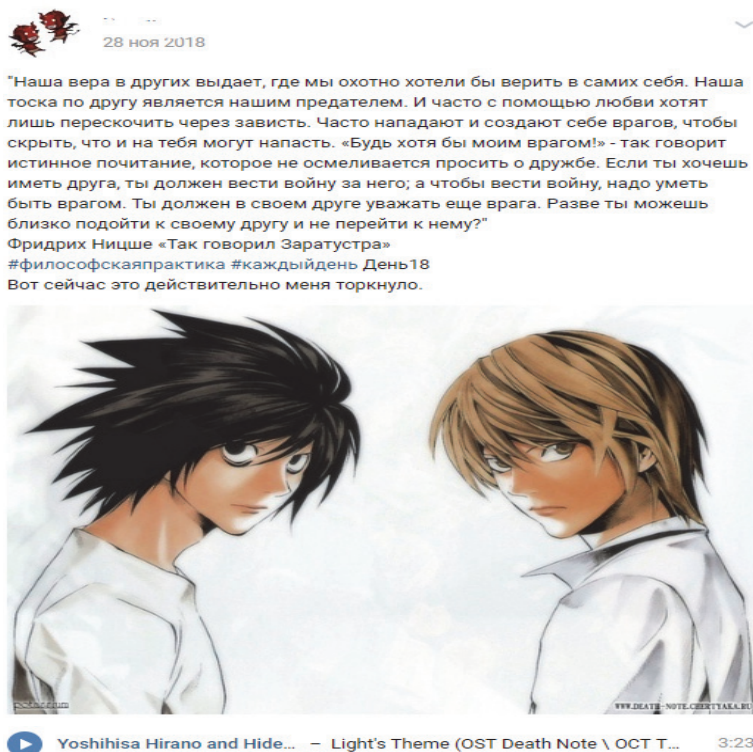 28 ноя 2018
"Наша вера в других выдает, где мы охотно хотели бы верить в самих себя. Наша
тоска по другу является нашим предателем. И часто с помощью любви хотят
лишь перескочить через зависть. Часто нападают и создают себе врагов, чтобы
скрыть, что и на тебя могут напасть. «Будь хотя бы моим врагом!» - так говорит
истинное почитание, которое не осмеливается просить о дружбе. Если ты хочешь
иметь друга, ты должен вести войну за него; а чтобы вести войну, надо уметь
быть врагом. Ты должен в своем друге уважать еще врага. Разве ты можешь
близко подойти к своему другу и не перейти к нему?"
Фридрих Ницше «Так говорил Заратустра»
#философскаяпрактика #каждыйдень День18
Вот сейчас это действительно меня торкнуло.
WWW.DEATH-NOTE.CHERTYAKA.RU
Yoshihisa Hirano and Hide... – Light's Theme (OST Death Note \ ОСТ Т... 3:23